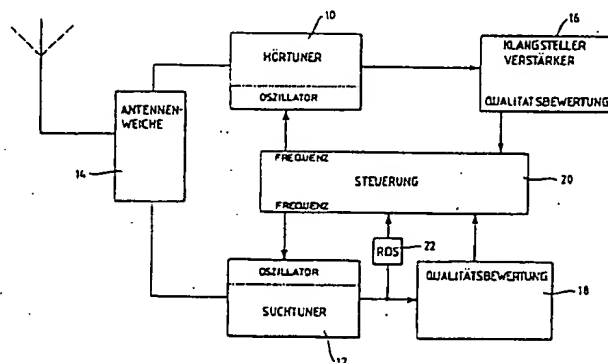 10
HÖRTUNER
OSZILLATOR
16
KLANGSTELLER
VERSTÄRKER
QUALITÄTSBEWERTUNG
ANTENNEN-
WEICHE
14
FREQUENZ
STEUERUNG
FREQUENZ
20
RDS
22
OSZILLATOR
SUCHTUNER
12
QUALITÄTSBEWERTUNG
18